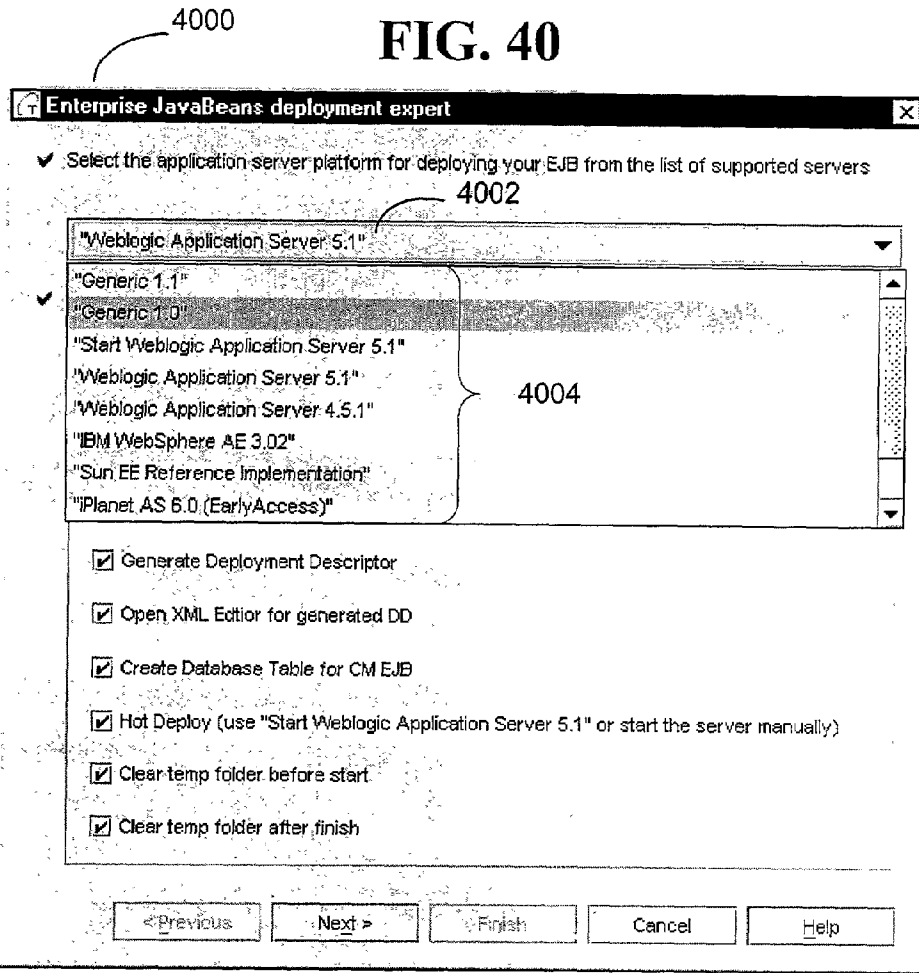 4000
FIG. 40
Enterprise JavaBeans deployment expert
Select the application server platform for deploying your EJB from the list of supported servers
4002
"Weblogic Application Server 5.1"
"Generic 1.1"
"Generic 1.0"
"Start Weblogic Application Server 5.1"
"Weblogic Application Server 5.1"
"Weblogic Application Server 4.5.1"
4004
"IBM WebSphere AE 3.02"
"Sun EE Reference Implementation"
"iPlanet AS 6.0 (EarlyAccess)"
Generate Deployment Descriptor
Open XML Edtior for generated DD
Create Database Table for CM EJB
Hot Deploy (use "Start Weblogic Application Server 5.1" or start the server manually)
Clear temp folder before start
Clear temp folder after finish
< Previous Next > Finish Cancel Help